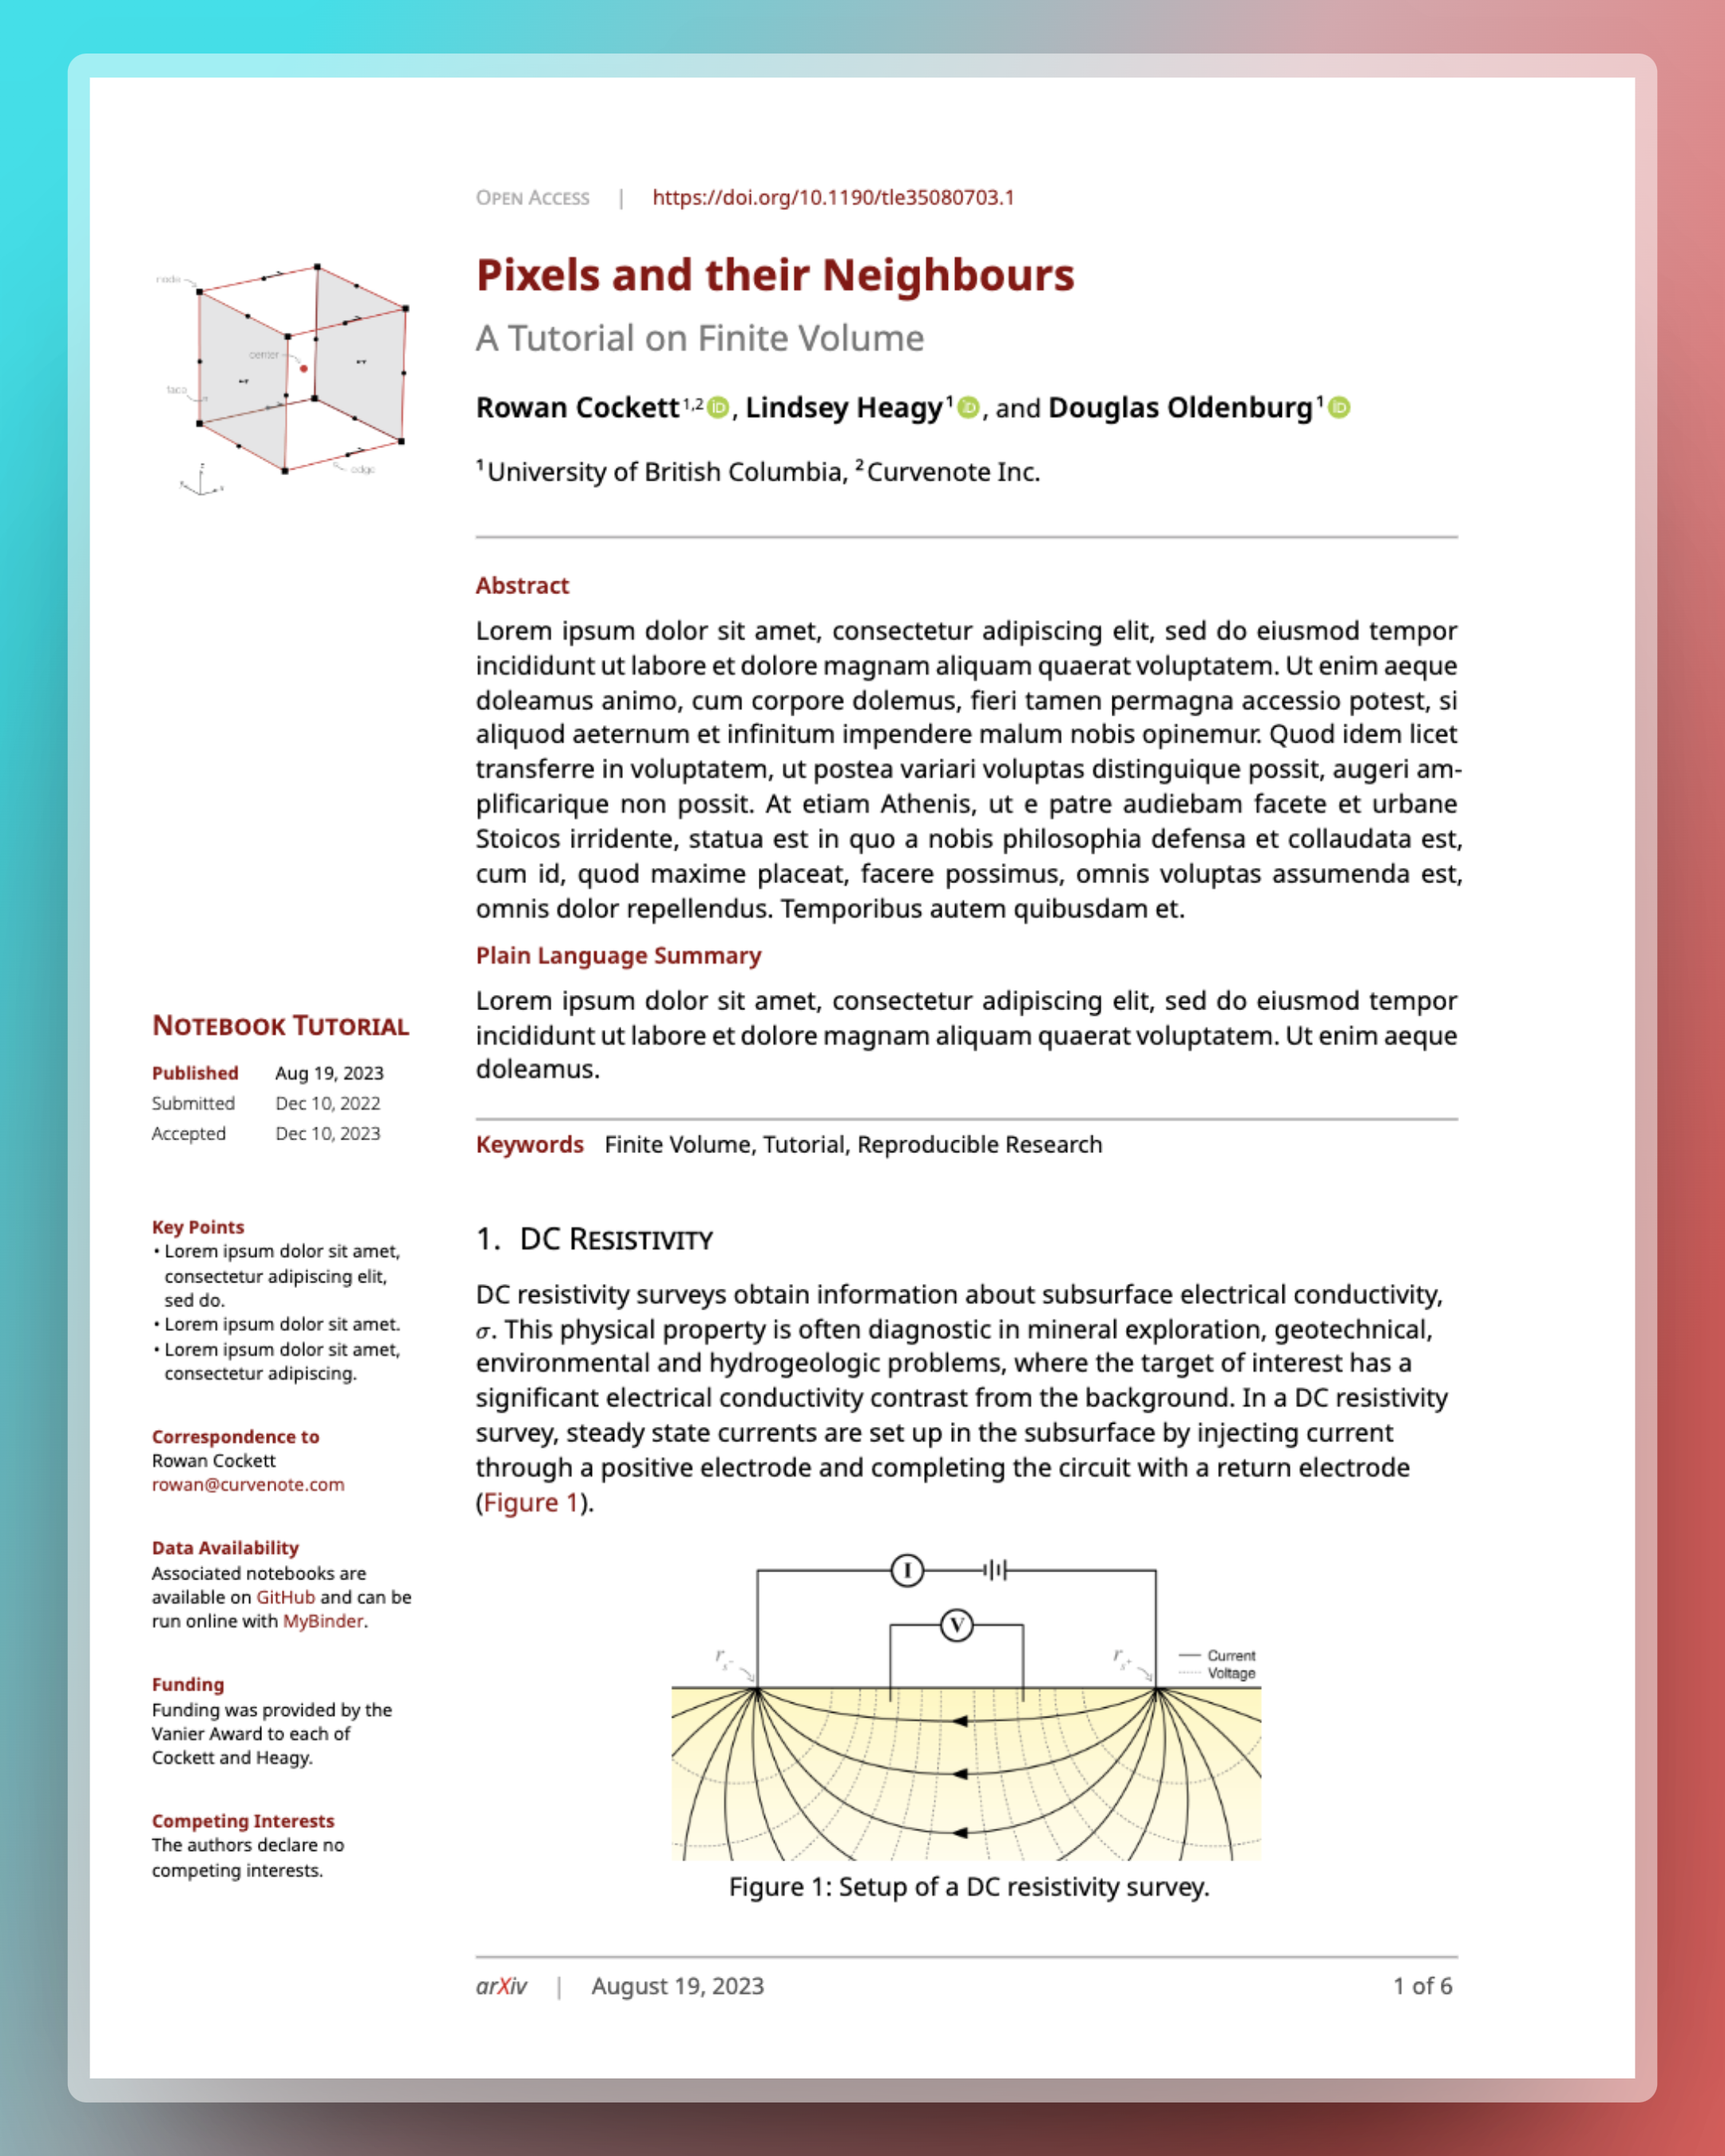 OPEN ACCESS | https://doi.org/10.1190/tle35080703.1
Pixels and their Neighbours
A Tutorial on Finite Volume
Rowan Cockett 1,2 iD, Lindsey Heagy 1 iD, and Douglas Oldenburg 1 iD
1 University of British Columbia, 2 Curvenote Inc.
node
center
face
edge
z
y
x
Abstract
Lorem ipsum dolor sit amet, consectetur adipiscing elit, sed do eiusmod tempor
incididunt ut labore et dolore magnam aliquam quaerat voluptatem. Ut enim aeque
doleamus animo, cum corpore dolemus, fieri tamen permagna accessio potest, si
aliquod aeternum et infinitum impendere malum nobis opinemur. Quod idem licet
transferre in voluptatem, ut postea variari voluptas distinguique possit, augeri am-
plificarique non possit. At etiam Athenis, ut e patre audiebam facete et urbane
Stoicos irridente, statua est in quo a nobis philosophia defensa et collaudata est,
cum id, quod maxime placeat, facere possimus, omnis voluptas assumenda est,
omnis dolor repellendus. Temporibus autem quibusdam et.
Plain Language Summary
Lorem ipsum dolor sit amet, consectetur adipiscing elit, sed do eiusmod tempor
incididunt ut labore et dolore magnam aliquam quaerat voluptatem. Ut enim aeque
doleamus.
Keywords Finite Volume, Tutorial, Reproducible Research
NOTEBOOK TUTORIAL
Published Aug 19, 2023
Submitted Dec 10, 2022
Accepted Dec 10, 2023
Key Points
• Lorem ipsum dolor sit amet,
consectetur adipiscing elit,
sed do.
• Lorem ipsum dolor sit amet.
• Lorem ipsum dolor sit amet,
consectetur adipiscing.
Correspondence to
Rowan Cockett
rowan@curvenote.com
Data Availability
Associated notebooks are
available on GitHub and can be
run online with MyBinder.
Funding
Funding was provided by the
Vanier Award to each of
Cockett and Heagy.
Competing Interests
The authors declare no
competing interests.
1. DC RESISTIVITY
DC resistivity surveys obtain information about subsurface electrical conductivity,
σ. This physical property is often diagnostic in mineral exploration, geotechnical,
environmental and hydrogeologic problems, where the target of interest has a
significant electrical conductivity contrast from the background. In a DC resistivity
survey, steady state currents are set up in the subsurface by injecting current
through a positive electrode and completing the circuit with a return electrode
(Figure 1).
I
V
r s-
r s+
Current
Voltage
Figure 1: Setup of a DC resistivity survey.
arXiv | August 19, 2023 1 of 6